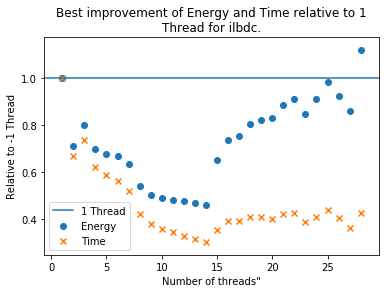 Best improvement of Energy and Time relative to 1
Thread for ilbdc.
Relative to -1 Thread
1.0
0.8
0.6
0.4
1 Thread
Energy
Time
0
5
10
15
20
25
Number of threads"